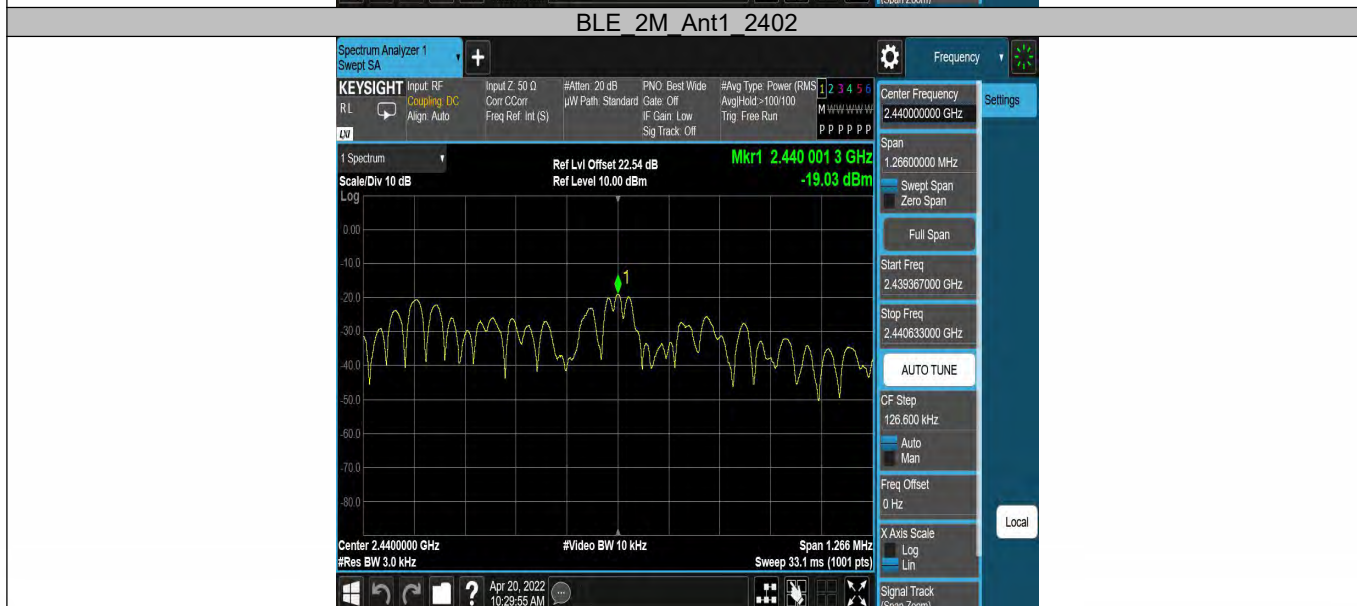 (Span Zoom)
BLE_2M_Ant1_2402
Spectrum Analyzer 1
Swept SA
+
Frequency
KEYSIGHT
RL
LXI
Input: RF
Coupling: DC
Align: Auto
Input Z: 50 Ω
Corr CCorr
Freq Ref: Int (S)
#Atten: 20 dB
µW Path: Standard
PNO: Best Wide
Gate: Off
IF Gain: Low
Sig Track: Off
#Avg Type: Power (RMS
Avg|Hold:>100/100
Trig: Free Run
1 2 3 4 5 6
M W W W W W
P P P P P P
Center Frequency
2.440000000 GHz
Settings
Span
1.26600000 MHz
Swept Span
Zero Span
Full Span
Start Freq
2.439367000 GHz
Stop Freq
2.440633000 GHz
AUTO TUNE
CF Step
126.600 kHz
Auto
Man
Freq Offset
0 Hz
X Axis Scale
Log
Lin
Signal Track
(Span Zoom)
Local
1 Spectrum
Scale/Div 10 dB
Ref Lvl Offset 22.54 dB
Ref Level 10.00 dBm
Mkr1 2.440 001 3 GHz
-19.03 dBm
Log
0.00
-10.0
-20.0
-30.0
-40.0
-50.0
-60.0
-70.0
-80.0
1
Center 2.4400000 GHz
#Res BW 3.0 kHz
#Video BW 10 kHz
Span 1.266 MHz
Sweep 33.1 ms (1001 pts)
?
Apr 20, 2022
10:29:55 AM